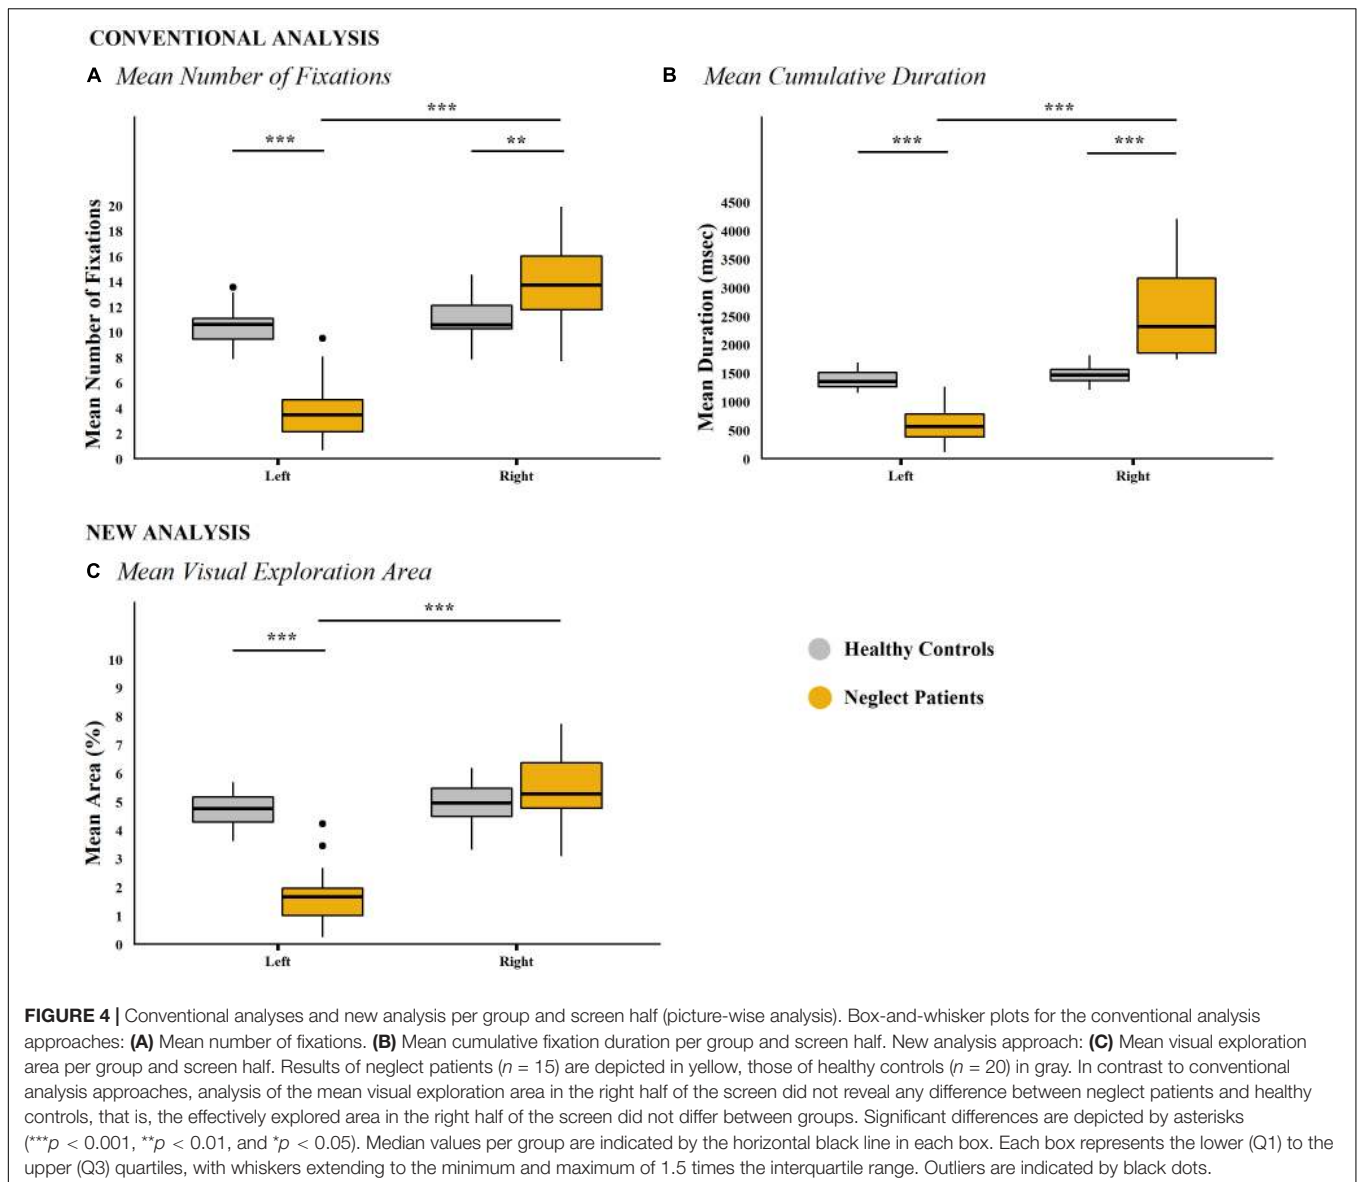 CONVENTIONAL ANALYSIS
A Mean Number of Fixations
***
***
**
Mean Number of Fixations
20
18
16
14
12
10
8
6
4
2
0
Left
Right
B Mean Cumulative Duration
***
***
***
Mean Duration (msec)
4500
4000
3500
3000
2500
2000
1500
1000
500
0
Left
Right
NEW ANALYSIS
C Mean Visual Exploration Area
***
***
Mean Area (%)
10
9
8
7
6
5
4
3
2
1
0
Left
Right
Healthy Controls
Neglect Patients
FIGURE 4 | Conventional analyses and new analysis per group and screen half (picture-wise analysis). Box-and-whisker plots for the conventional analysis
approaches: (A) Mean number of fixations. (B) Mean cumulative fixation duration per group and screen half. New analysis approach: (C) Mean visual exploration
area per group and screen half. Results of neglect patients (n = 15) are depicted in yellow, those of healthy controls (n = 20) in gray. In contrast to conventional
analysis approaches, analysis of the mean visual exploration area in the right half of the screen did not reveal any difference between neglect patients and healthy
controls, that is, the effectively explored area in the right half of the screen did not differ between groups. Significant differences are depicted by asterisks
(***p < 0.001, **p < 0.01, and *p < 0.05). Median values per group are indicated by the horizontal black line in each box. Each box represents the lower (Q1) to the
upper (Q3) quartiles, with whiskers extending to the minimum and maximum of 1.5 times the interquartile range. Outliers are indicated by black dots.